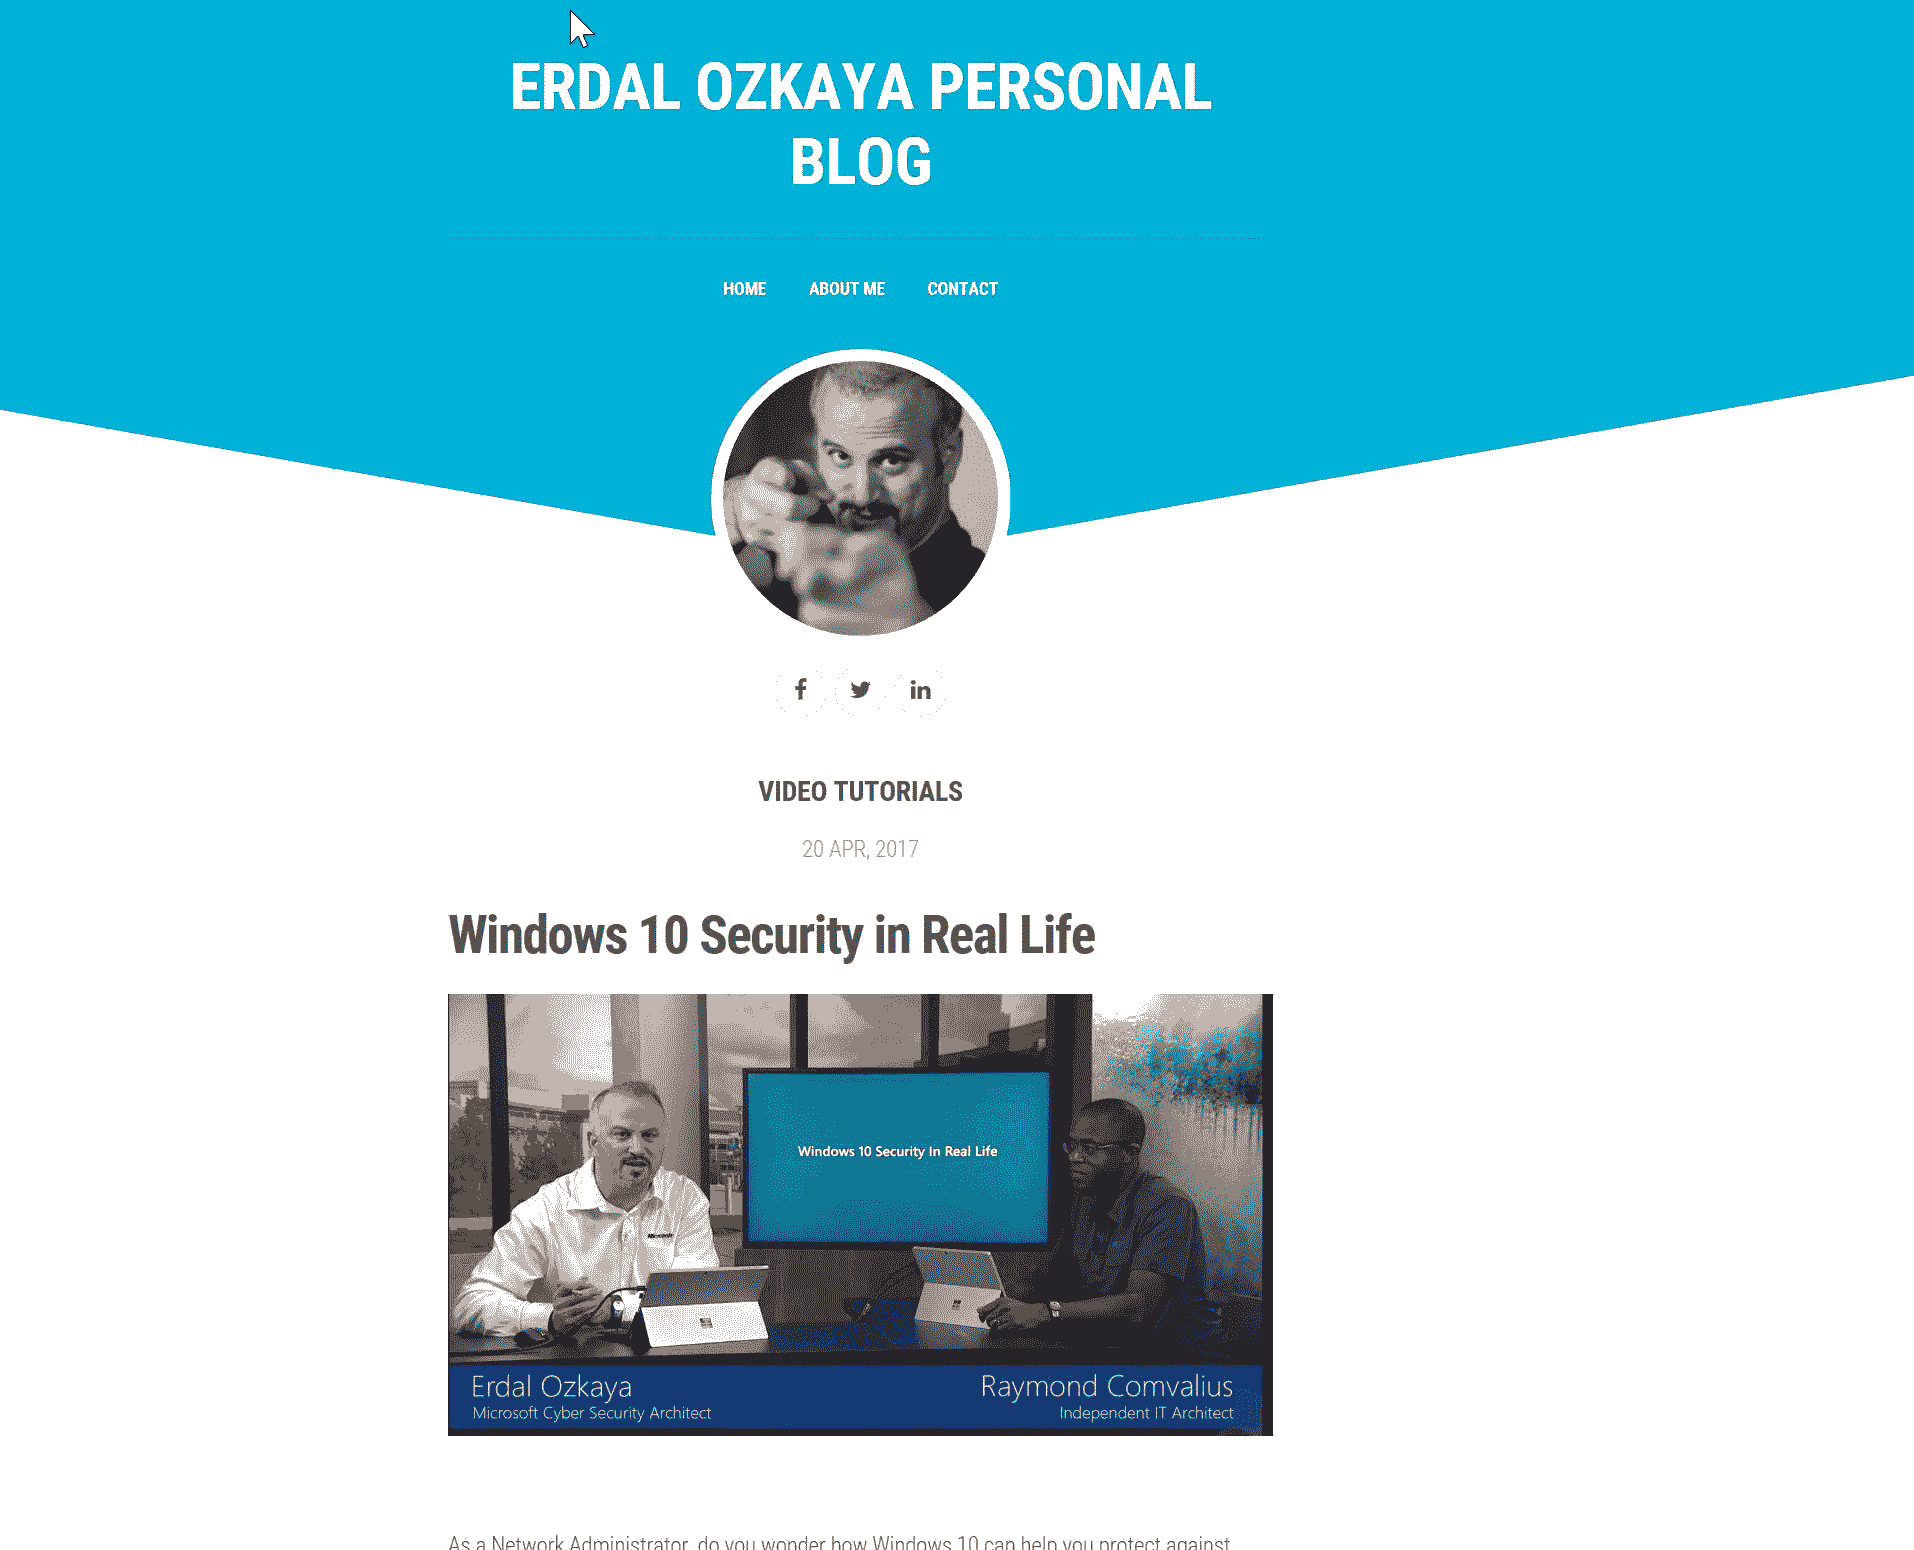 ERDAL OZKAYA PERSONAL
BLOG
HOME ABOUT ME CONTACT
VIDEO TUTORIALS
20 APR, 2017
Windows 10 Security in Real Life
Windows 10 Security In Real Life
Microsoft
Erdal Ozkaya
Microsoft Cyber Security Architect
Raymond Comvalius
Independent IT Architect
As a Network Administrator, do you wonder how Windows 10 can help you protect against